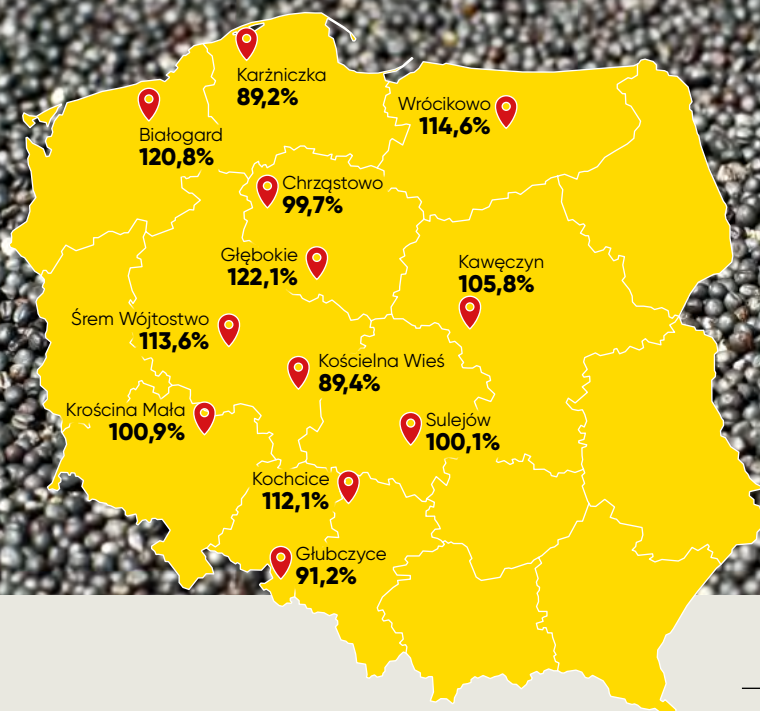 Karżniczka
89,2%
Wrócikowo
114,6%
Białogard
120,8%
Chrząstowo
99,7%
Głębokie
122,1%
Kawęczyn
105,8%
Śrem Wójtostwo
113,6%
Kościelna Wieś
89,4%
Krościna Mała
100,9%
Sulejów
100,1%
Kochcice
112,1%
Głubczyce
91,2%